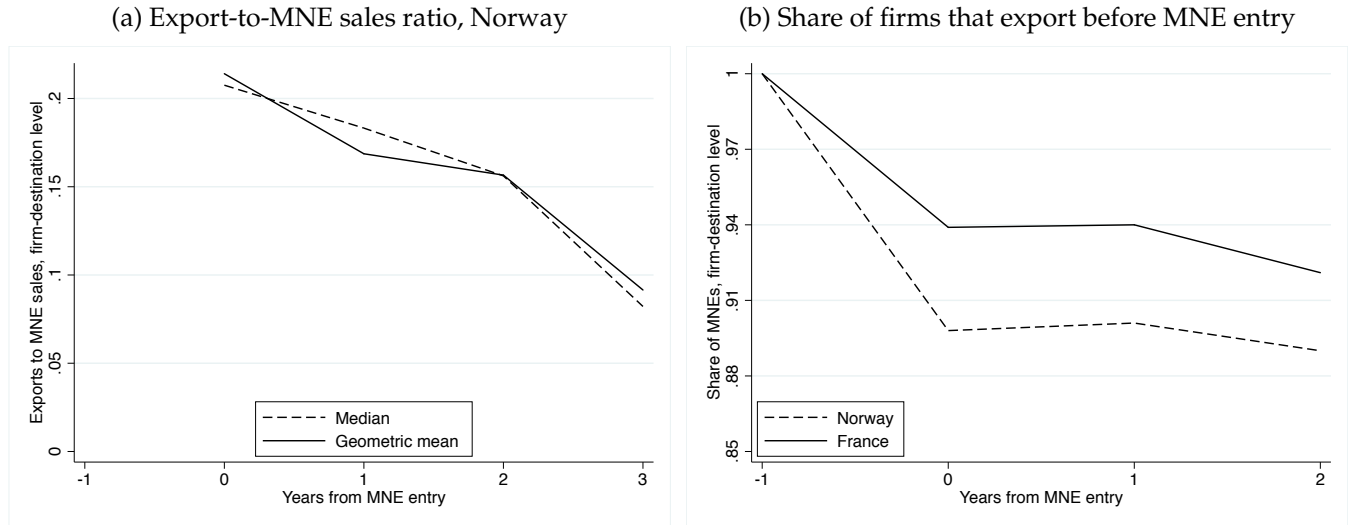 (a) Export-to-MNE sales ratio, Norway
Exports to MNE sales, firm-destination level
.2
.15
.1
.05
0
Median
Geometric mean
-1 0 1 2 3
Years from MNE entry
(b) Share of firms that export before MNE entry
Share of MNEs, firm-destination level
1
.97
.94
.91
.88
.85
Norway
France
-1 0 1 2
Years from MNE entry